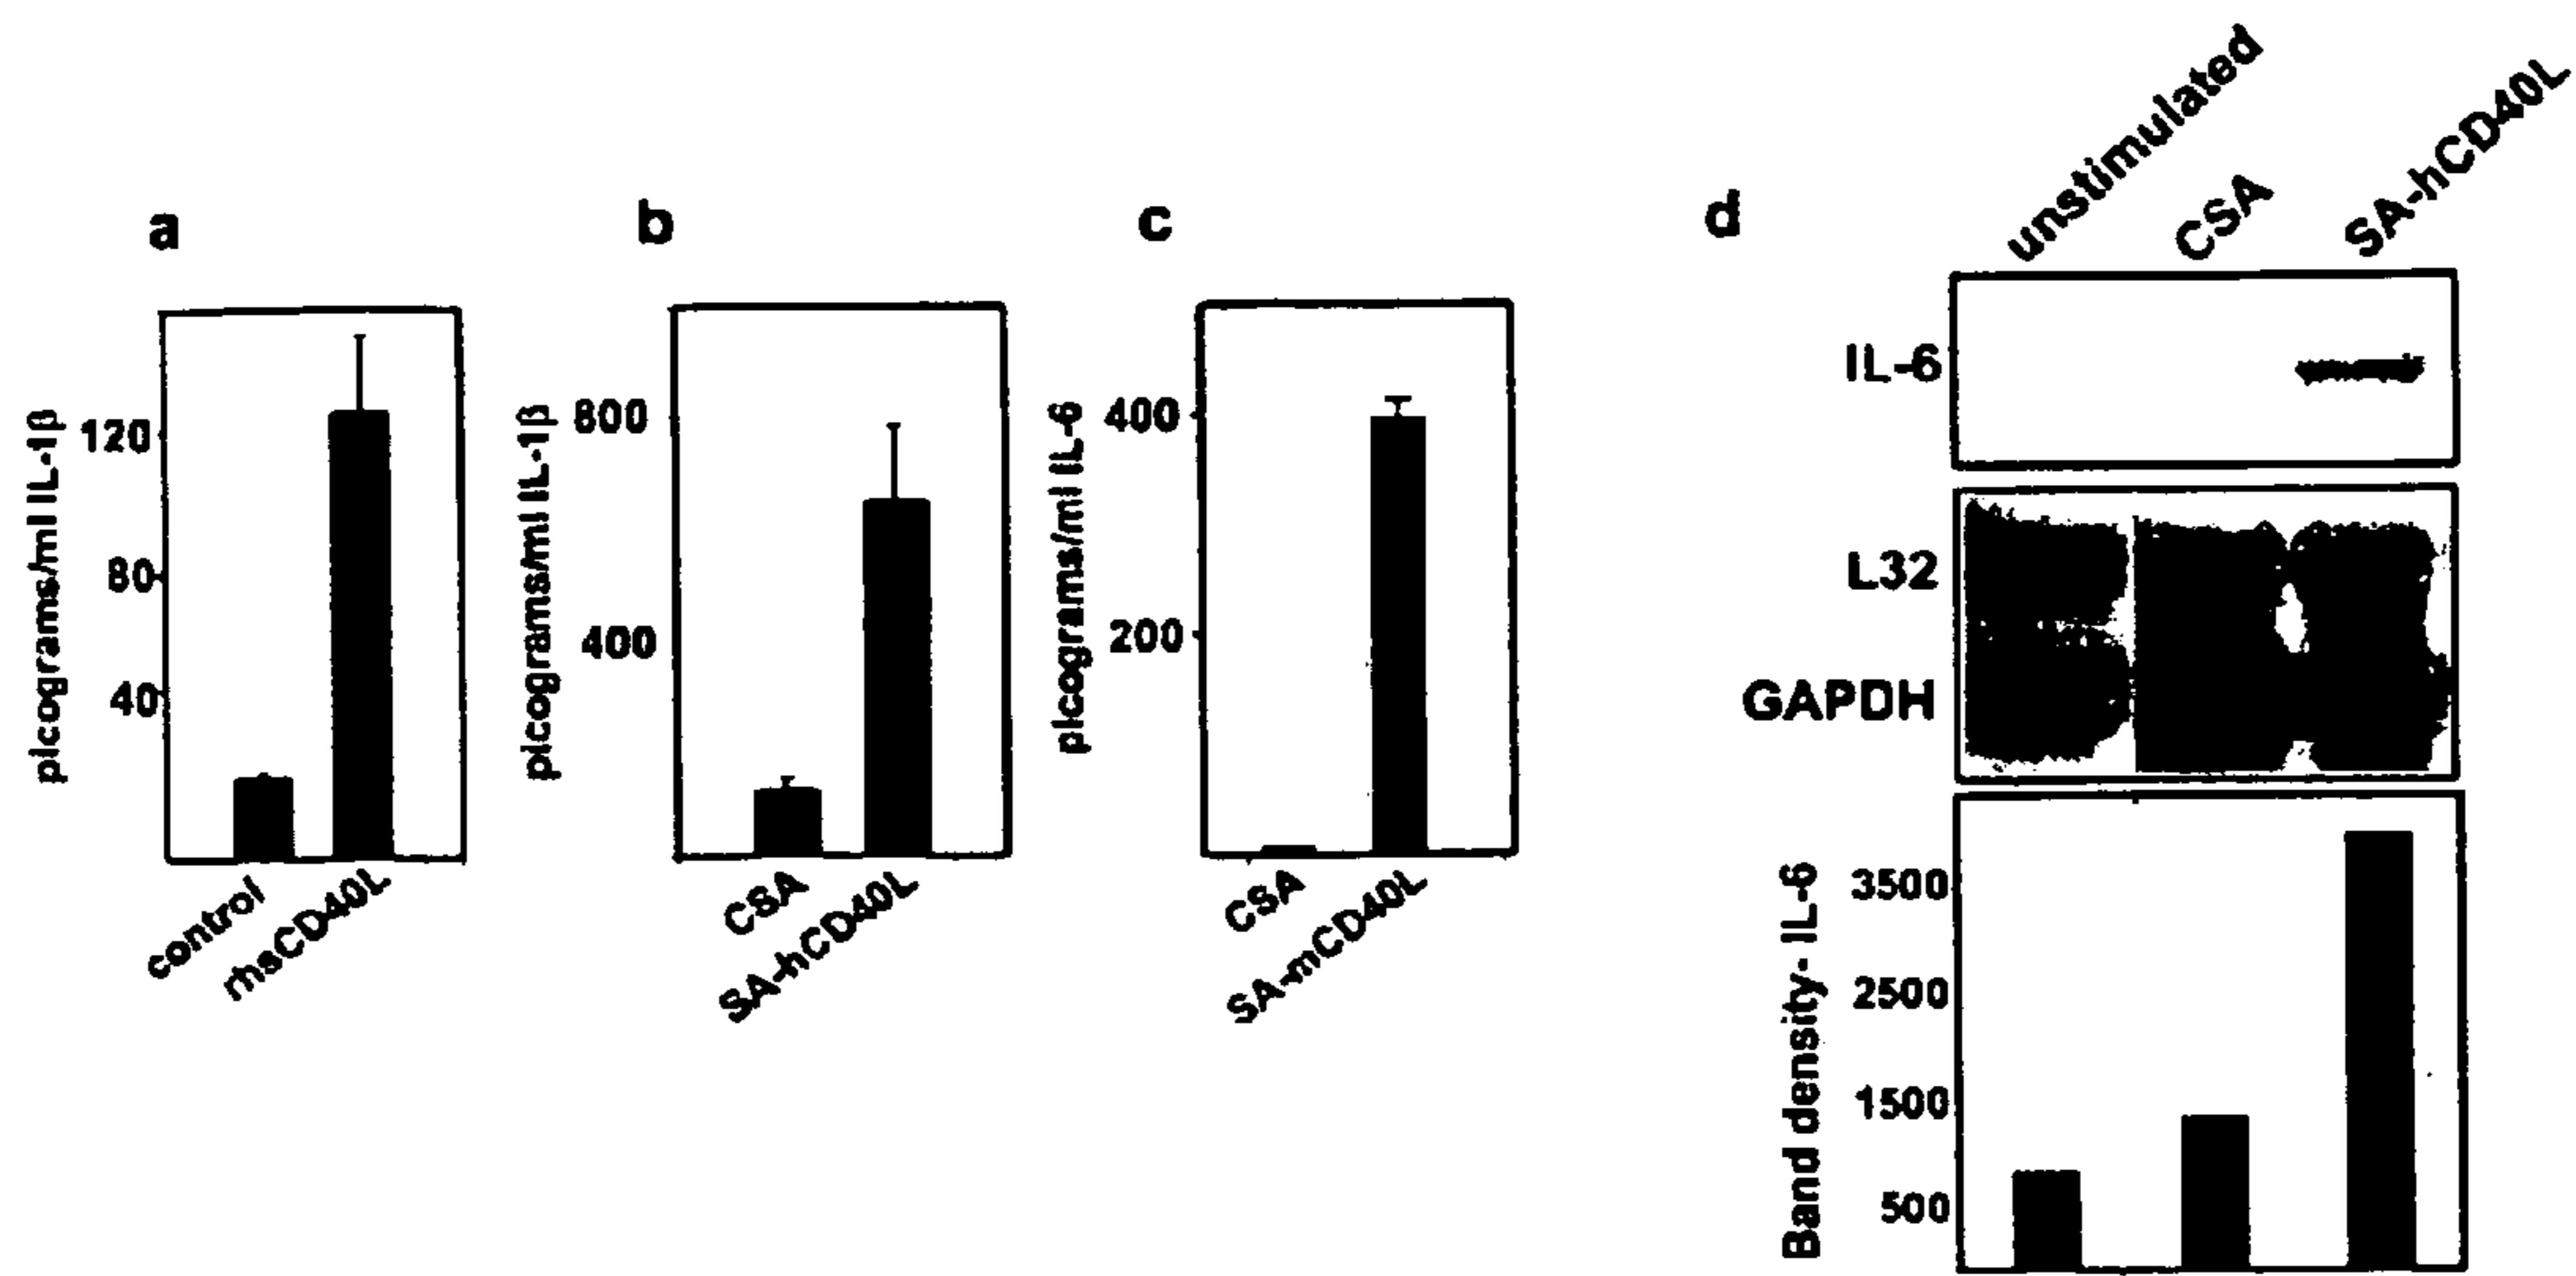 a
picograms/ml IL-1β
120
80
40
control
rhsCD40L
b
picograms/ml IL-1β
800
400
CSA
SA-hCD40L
c
picograms/ml IL-6
400
200
CSA
SA-mCD40L
d
unstimulated
CSA
SA-hCD40L
IL-6
L32
GAPDH
Band density- IL-6
3500
2500
1500
500